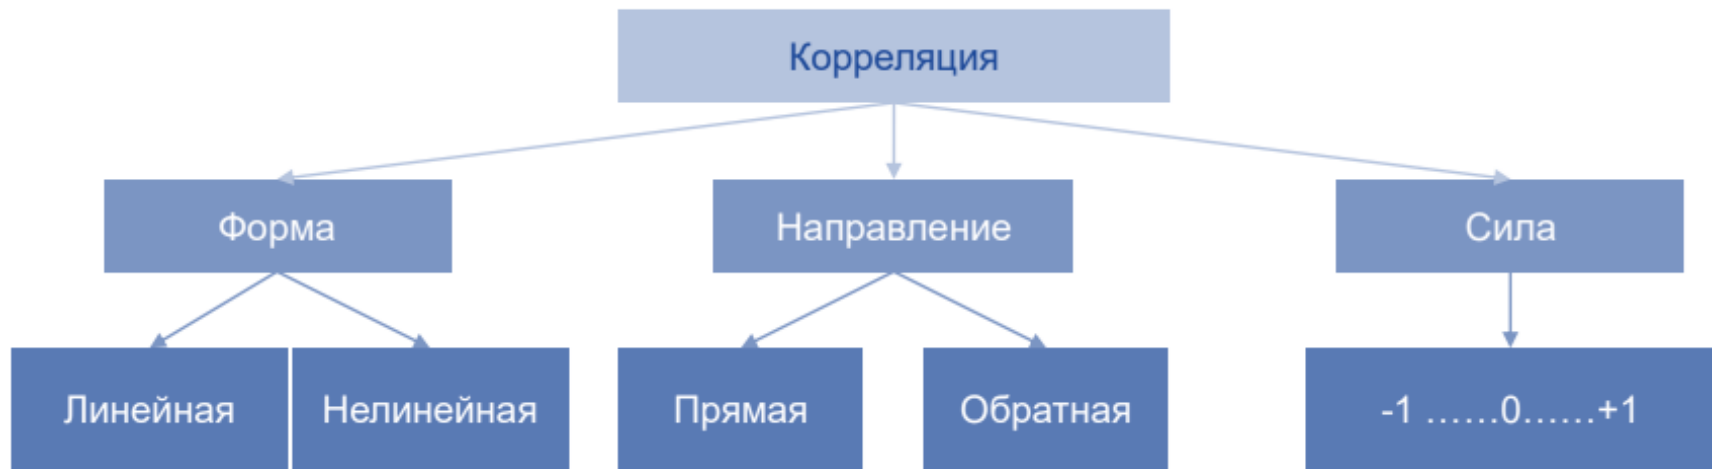 Корреляция
Форма
Направление
Сила
Линейная
Нелинейная
Прямая
Обратная
-1 ......0......+1